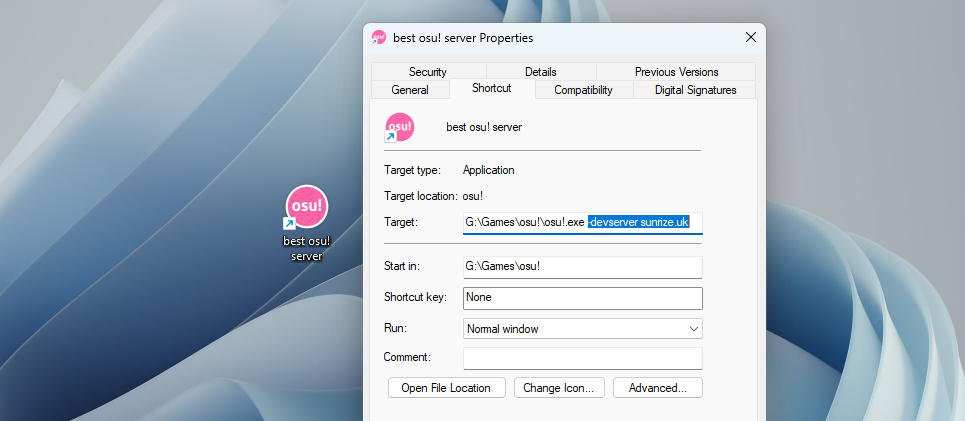 best osu! server Properties
Security Details Previous Versions
General Shortcut Compatibility Digital Signatures
osu!
best osu! server
Target type: Application
Target location: osu!
Target: G:\Games\osu!\osu!.exe -devserver sunrize.uk
Start in: G:\Games\osu!
Shortcut key: None
Run: Normal window
Comment:
Open File Location Change Icon... Advanced...
osu!
best osu!
server